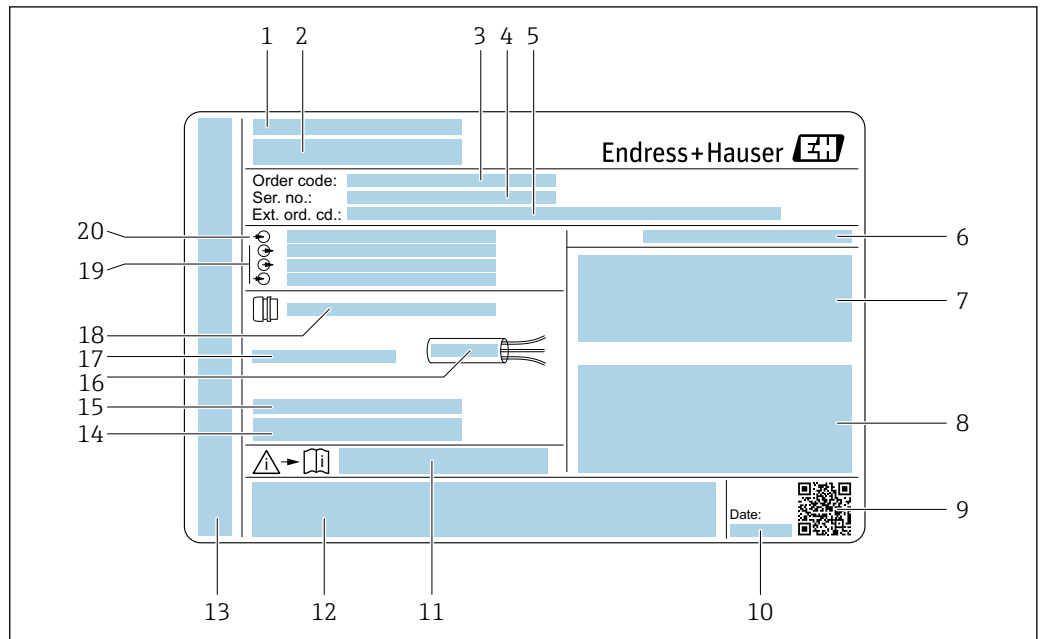 1 2 3 4 5
Endress+Hauser EH
Order code:
Ser. no.:
Ext. ord. cd.:
20
6
19
7
18
17
16
15
14
8
i i
11
Date:
9
13 12 11 10